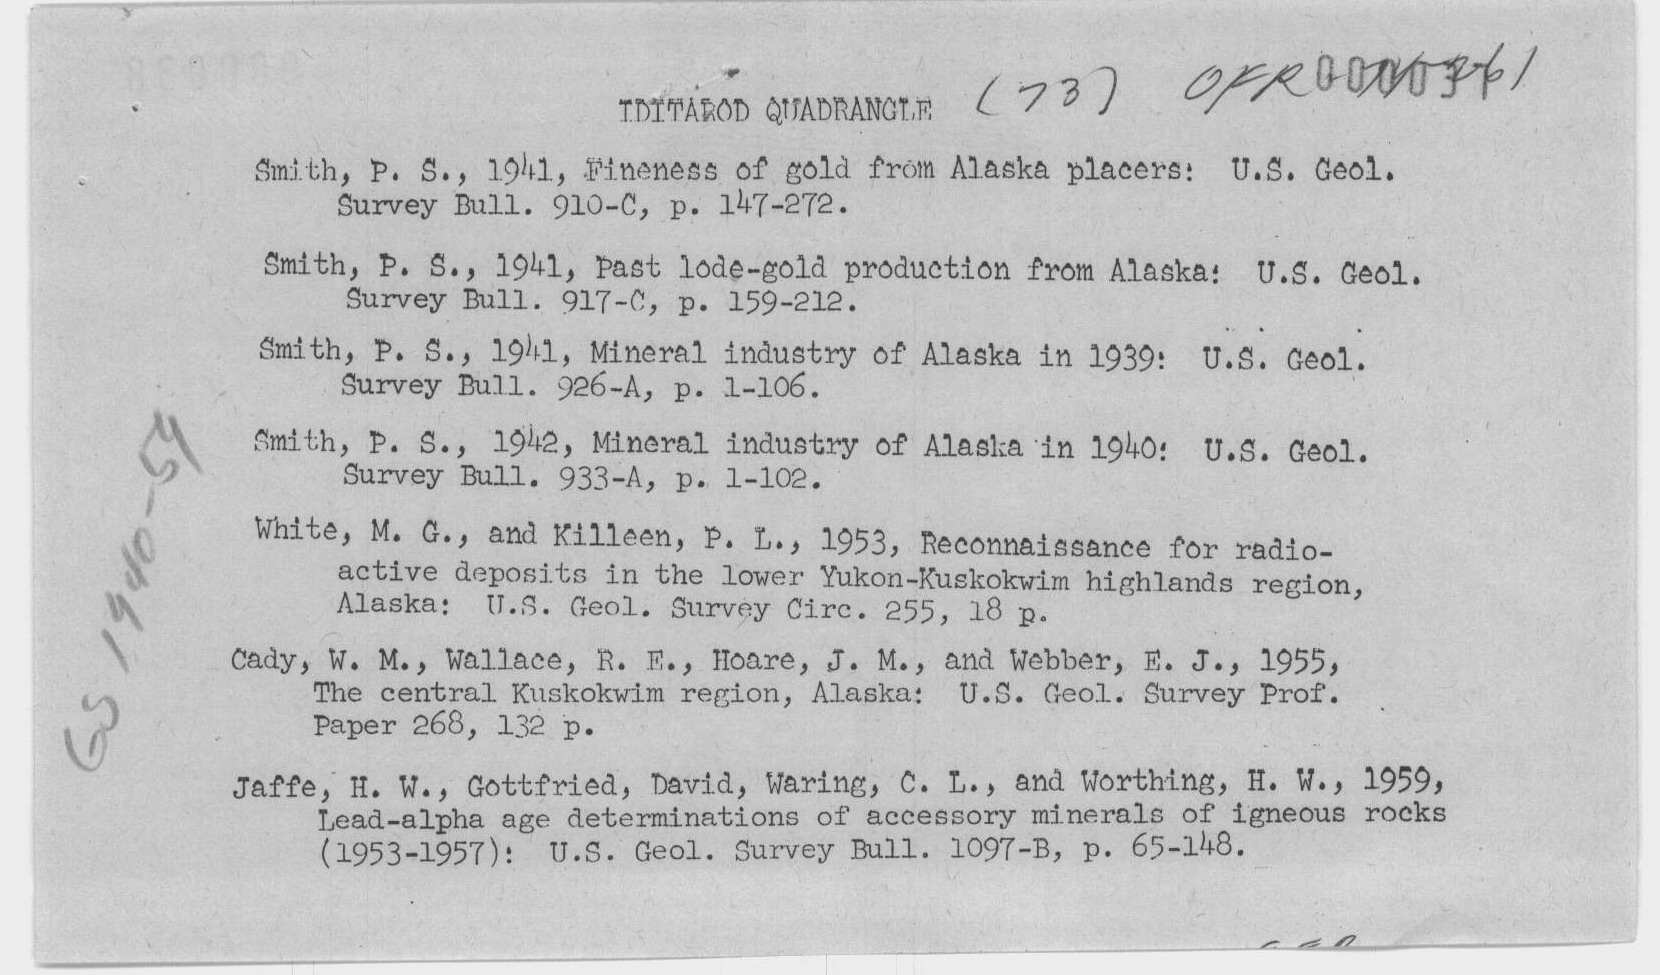 IDITAROD QUADRANGLE (73) OFR
Smith, P. S., 1941, Fineness of gold from Alaska placers: U.S. Geol.
Survey Bull. 910-C, p. 147-272.
Smith, P. S., 1941, Past lode-gold production from Alaska: U.S. Geol.
Survey Bull. 917-C, p. 159-212.
Smith, P. S., 1941, Mineral industry of Alaska in 1939: U.S. Geol.
Survey Bull. 926-A, p. 1-106.
Smith, P. S., 1942, Mineral industry of Alaska in 1940: U.S. Geol.
Survey Bull. 933-A, p. 1-102.
White, M. G., and Killeen, P. L., 1953, Reconnaissance for radio-
active deposits in the lower Yukon-Kuskokwim highlands region,
Alaska: U.S. Geol. Survey Circ. 255, 18 p.
Cady, W. M., Wallace, R. E., Hoare, J. M., and Webber, E. J., 1955,
The central Kuskokwim region, Alaska: U.S. Geol. Survey Prof.
Paper 268, 132 p.
Jaffe, H. W., Gottfried, David, Waring, C. L., and Worthing, H. W., 1959,
Lead-alpha age determinations of accessory minerals of igneous rocks
(1953-1957): U.S. Geol. Survey Bull. 1097-B, p. 65-148.
GS 1940-59